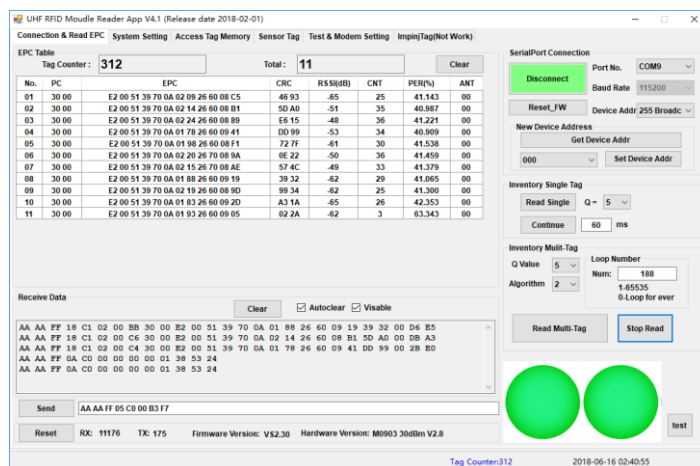 UHF RFID Moudle Reader App V4.1 (Release date 2018-02-01)
Connection & Read EPC System Setting Access Tag Memory Sensor Tag Test & Modem Setting ImpinjTag(Not Work)
EPC Table
Tag Counter : 312 Total : 11 Clear
No. PC EPC CRC RSSI(dB) CNT PER(%) ANT
01 30 00 E2 00 51 39 70 0A 02 09 26 60 08 C5 46 93 -65 25 41.143 00
02 30 00 E2 00 51 39 70 0A 02 14 26 60 08 B1 5D A0 -51 35 40.987 00
03 30 00 E2 00 51 39 70 0A 02 24 26 60 08 89 E6 15 -48 36 41.221 00
04 30 00 E2 00 51 39 70 0A 01 78 26 60 09 41 DD 99 -53 34 40.909 00
05 30 00 E2 00 51 39 70 0A 01 98 26 60 08 F1 72 7F -61 30 41.538 00
06 30 00 E2 00 51 39 70 0A 02 20 26 70 08 9A 0E 22 -50 36 41.459 00
07 30 00 E2 00 51 39 70 0A 02 15 26 70 08 AE 57 4C -49 33 41.379 00
08 30 00 E2 00 51 39 70 0A 01 88 26 60 09 19 39 32 -62 29 41.065 00
09 30 00 E2 00 51 39 70 0A 02 19 26 60 08 9D 99 34 -62 25 41.300 00
10 30 00 E2 00 51 39 70 0A 01 83 26 60 09 2D A3 1A -65 26 42.353 00
11 30 00 E2 00 51 39 70 0A 01 93 26 60 09 05 02 2A -62 3 63.343 00
Receive Data
Clear Autoclear Visable
AA AA FF 18 C1 02 00 BB 30 00 E2 00 51 39 70 0A 01 88 26 60 09 19 39 32 00 D6 E5
AA AA FF 18 C1 02 00 C6 30 00 E2 00 51 39 70 0A 02 14 26 60 08 B1 5D A0 00 DB A3
AA AA FF 18 C1 02 00 C4 30 00 E2 00 51 39 70 0A 01 78 26 60 09 41 DD 99 00 2B E0
AA AA FF 0A C0 00 00 00 00 01 38 53 24
AA AA FF 0A C0 00 00 00 00 01 38 53 24
Send AA AA FF 05 C0 00 B3 F7
Reset RX: 11176 TX: 175 Firmware Version: VS2.30 Hardware Version: M0903 30dBm V2.8
SerialPort Connection
Disconnect Port No. COM9
Baud Rate 115200
Reset_FW Device Addr 255 Broadc
New Device Address
Get Device Addr
000 Set Device Addr
Inventory Single Tag
Read Single Q = 5
Continue 60 ms
Inventory Mulit-Tag
Q Value 5
Algorithm 2
Loop Number
Num: 188
1-65535
0-Loop for ever
Read Multi-Tag Stop Read
test
Tag Counter:312 2018-06-16 02:40:55